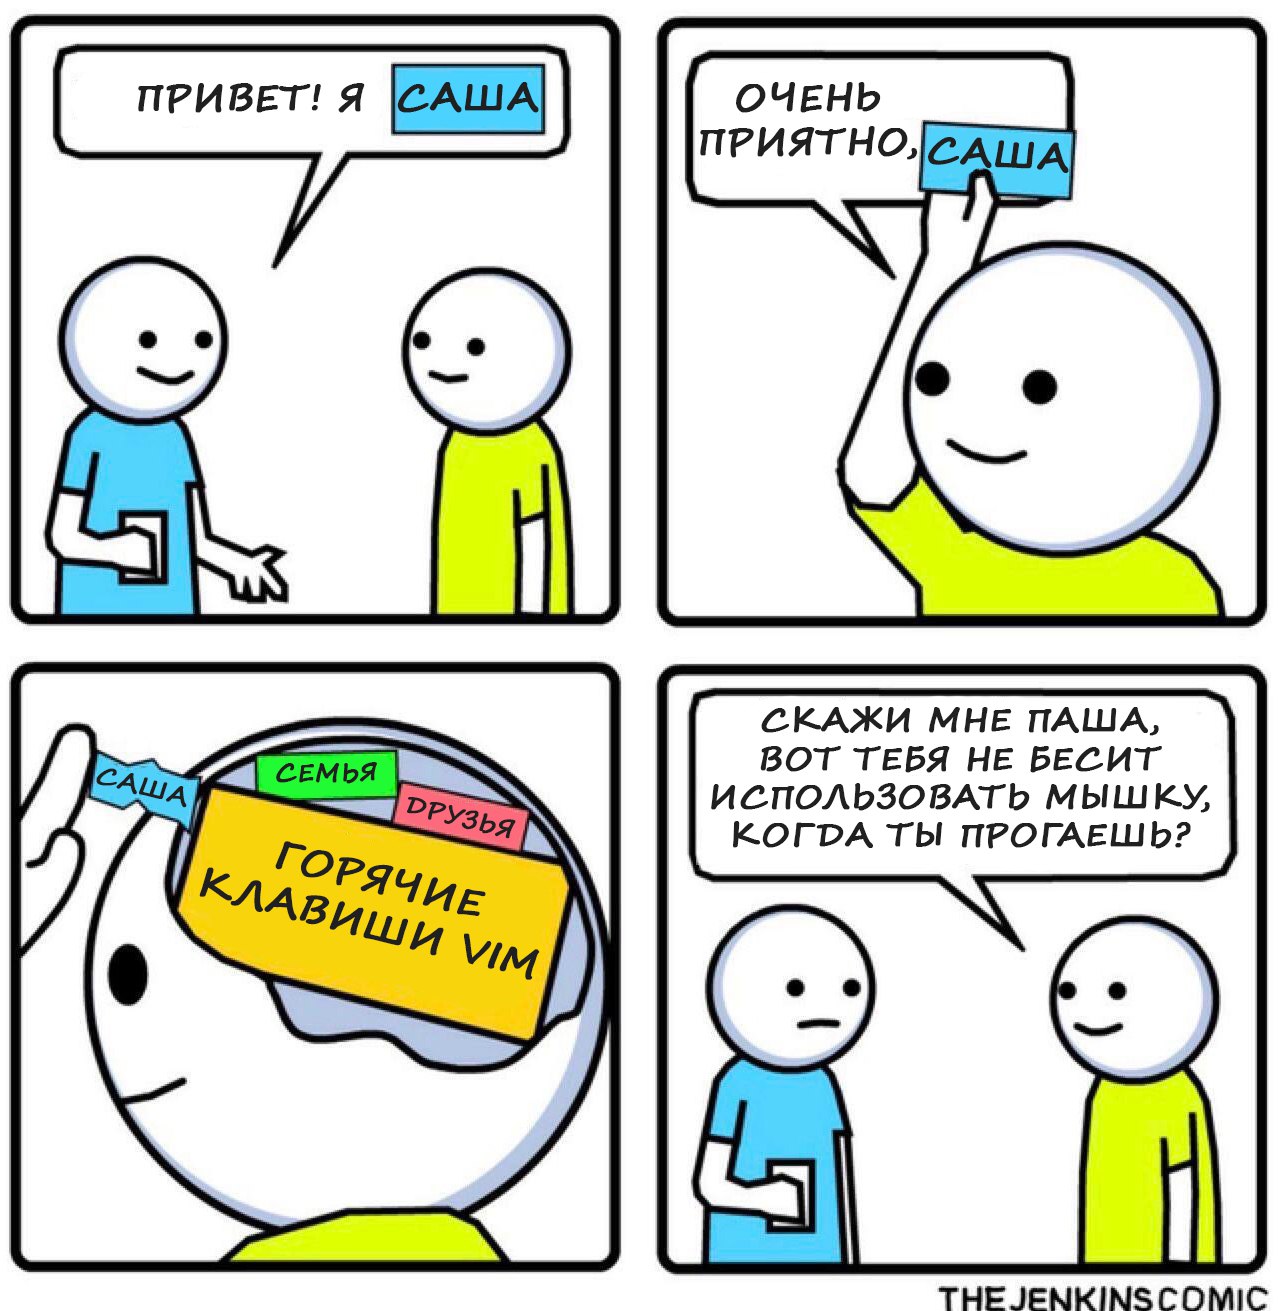 ПРИВЕТ! Я САША
ОЧЕНЬ
ПРИЯТНО, САША
САША
СЕМЬЯ
ДРУЗЬЯ
ГОРЯЧИЕ
КЛАВИШИ VIM
СКАЖИ МНЕ ПАША,
ВОТ ТЕБЯ НЕ БЕСИТ
ИСПОЛЬЗОВАТЬ МЫШКУ,
КОГДА ТЫ ПРОГАЕШЬ?
THEJENKINSCOMIC